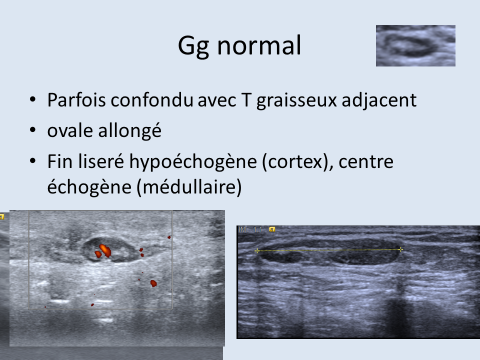 Gg normal
• Parfois confondu avec T graisseux adjacent
• ovale allongé
• Fin liseré hypoéchogène (cortex), centre
échogène (médullaire)